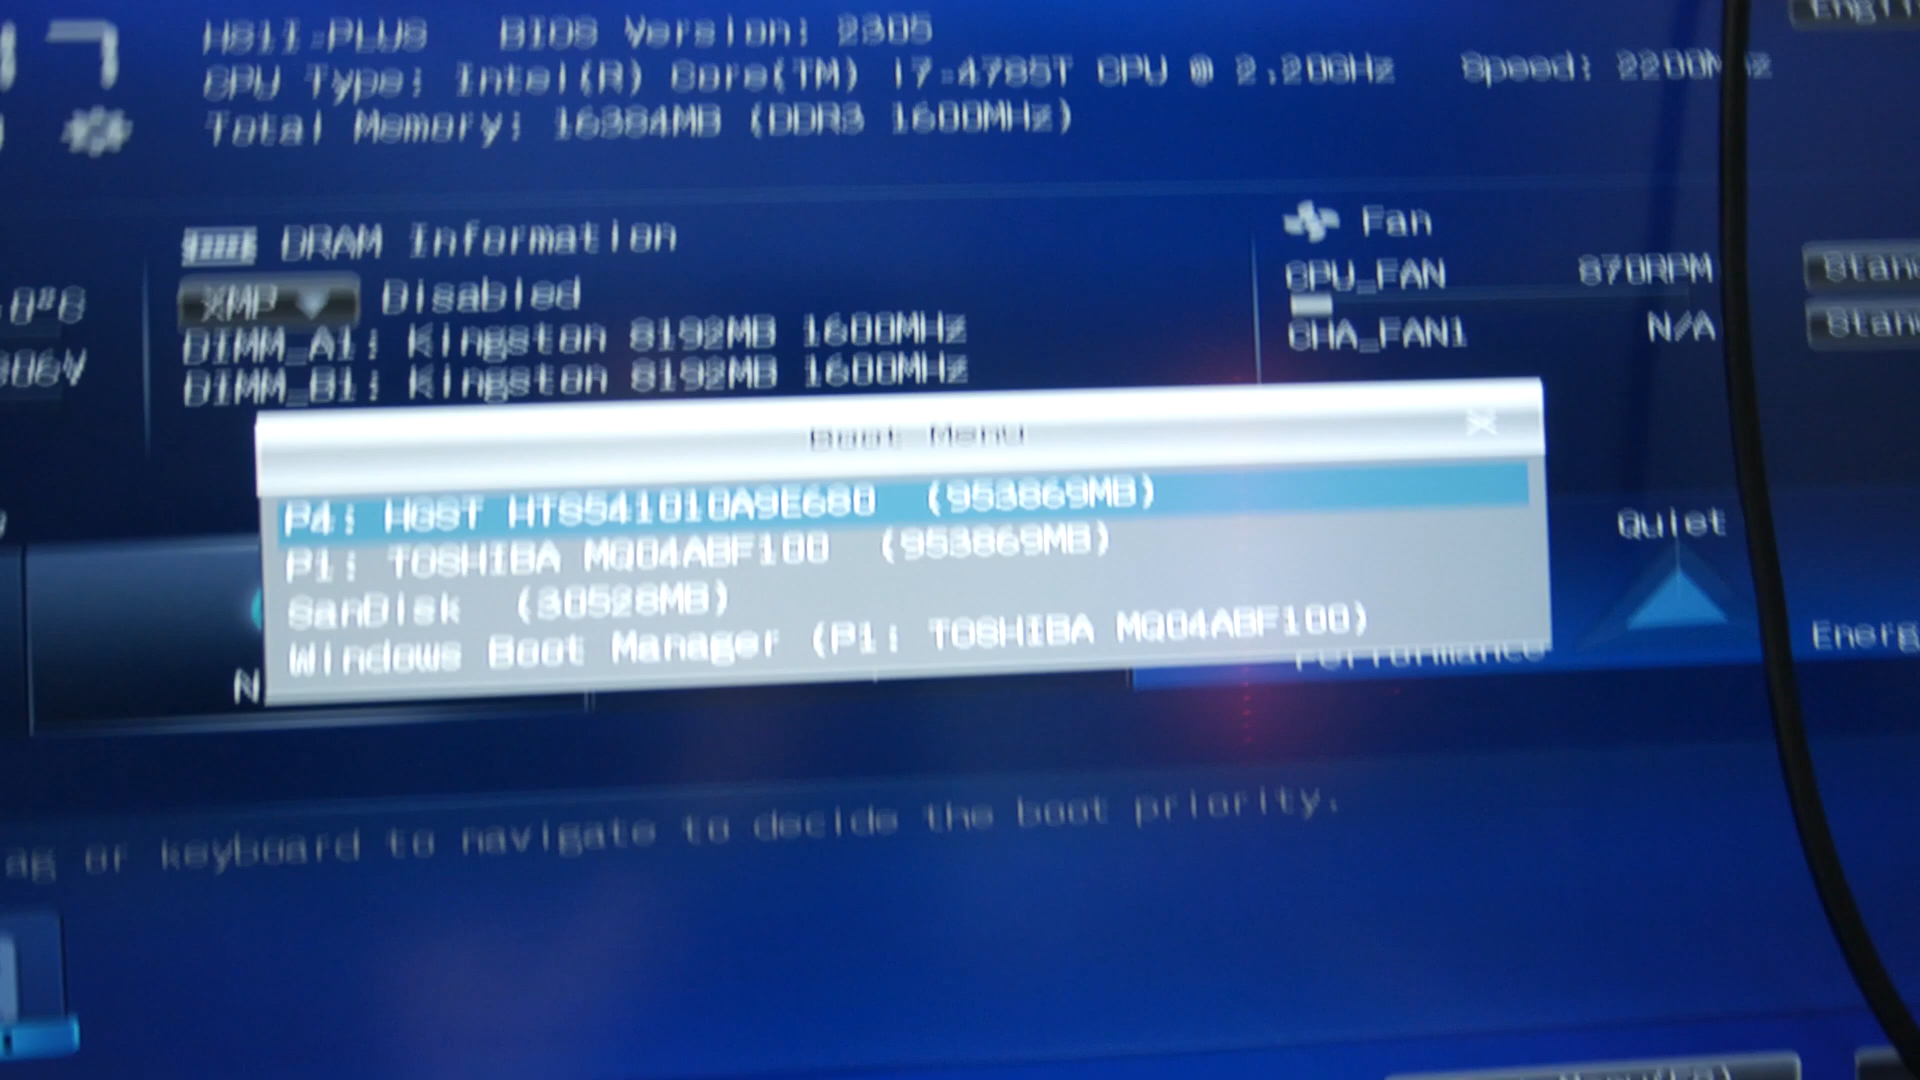 H81I-PLUS BIOS Version: 2305
CPU Type: Intel(R) Core(TM) i7-4785T CPU @ 2.20GHz Speed: 2200MHz
Total Memory: 16384MB (DDR3 1600MHz)
DRAM Information
Fan
XMP Disabled
CPU_FAN 870RPM
DIMM_A1: Kingston 8192MB 1600MHz
CHA_FAN1 N/A
DIMM_B1: Kingston 8192MB 1600MHz
Boot Menu X
P4: HGST HTS541010A9E680 (953869MB)
P1: TOSHIBA MQ04ABF100 (953869MB)
SanDisk (30528MB)
Windows Boot Manager (P1: TOSHIBA MQ04ABF100)
Quiet
Performance
or keyboard to navigate to decide the boot priority.